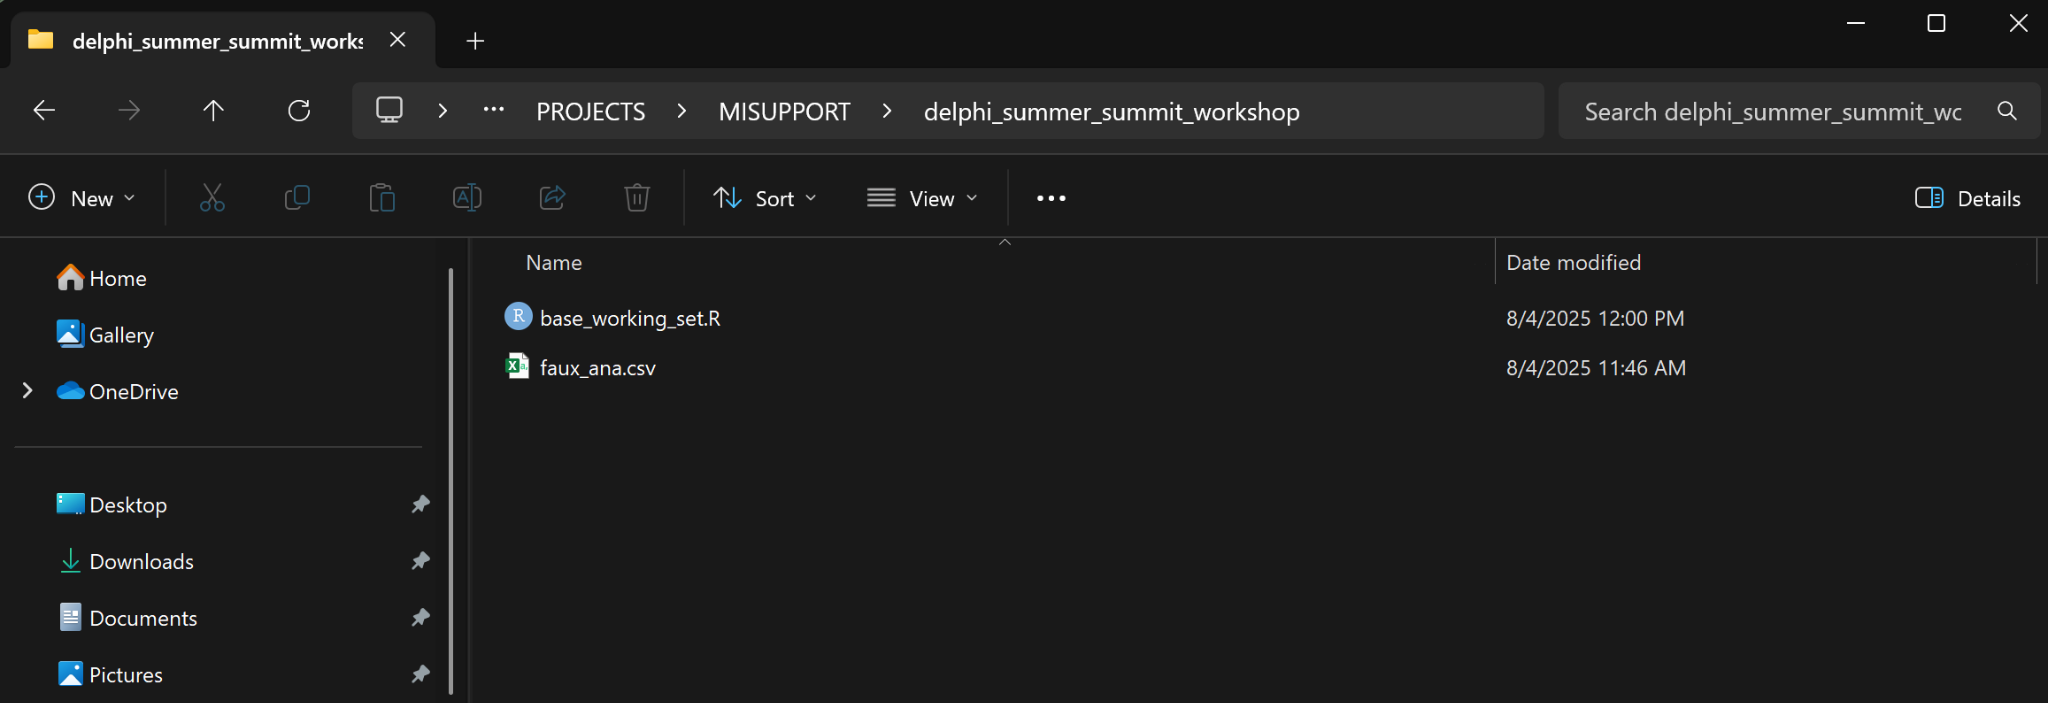 delphi_summer_summit_works
PROJECTS MISUPPORT delphi_summer_summit_workshop
Search delphi_summer_summit_wc
New Sort View Details
Name Date modified
base_working_set.R 8/4/2025 12:00 PM
faux_ana.csv 8/4/2025 11:46 AM
Home
Gallery
OneDrive
Desktop
Downloads
Documents
Pictures